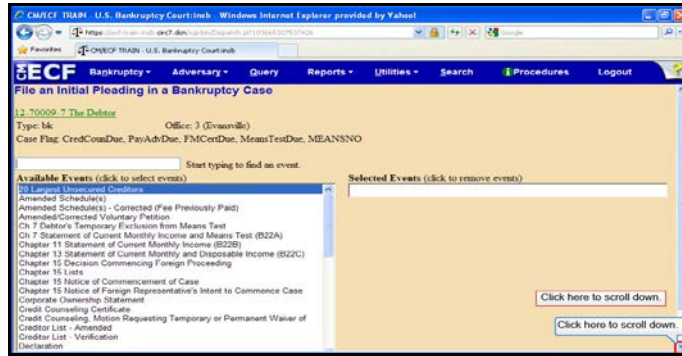 CM/ECF TRAIN - U.S. Bankruptcy Court:insb - Windows Internet Explorer provided by Yahoo!
Google
Favorites
CM/ECF TRAIN - U.S. Bankruptcy Court:insb
ECF Bankruptcy Adversary Query Reports Utilities Search Procedures Logout
File an Initial Pleading in a Bankruptcy Case
12-70009-7 The Debtor
Type: bk Office: 3 (Evansville)
Case Flag: CredCounDue, PayAdvDue, FMCertDue, MeansTestDue, MEANSNO
Start typing to find an event.
Available Events (click to select events) Selected Events (click to remove events)
20 Largest Unsecured Creditors
Amended Schedule(s)
Amended Schedule(s) - Corrected (Fee Previously Paid)
Amended/Corrected Voluntary Petition
Ch 7 Debtor's Temporary Exclusion from Means Test
Ch 7 Statement of Current Monthly Income and Means Test (B22A)
Chapter 11 Statement of Current Monthly Income (B22B)
Chapter 13 Statement of Current Monthly and Disposable Income (B22C)
Chapter 15 Decision Commencing Foreign Proceeding
Chapter 15 Lists
Chapter 15 Notice of Commencement of Case
Chapter 15 Notice of Foreign Representative's Intent to Commence Case
Corporate Ownership Statement
Credit Counseling Certificate
Credit Counseling, Motion Requesting Temporary or Permanent Waiver of
Creditor List - Amended
Creditor List - Verification
Declaration
Click here to scroll down.
Click here to scroll down.